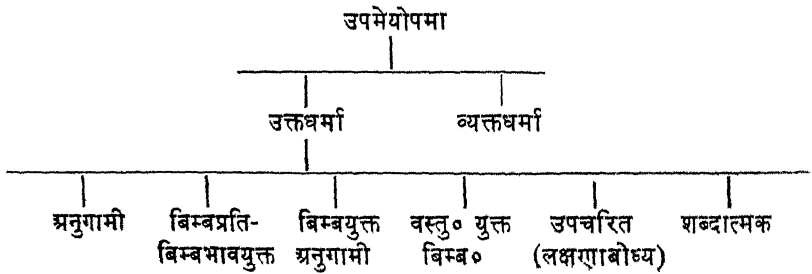 उपमेयोपमा
उक्तधर्मा व्यक्तधर्मा
अनुगामी बिम्बप्रति- बिम्बयुक्त वस्तु० युक्त उपचरित शब्दात्मक
बिम्बभावयुक्त अनुगामी बिम्ब० (लक्षणाबोध्य)